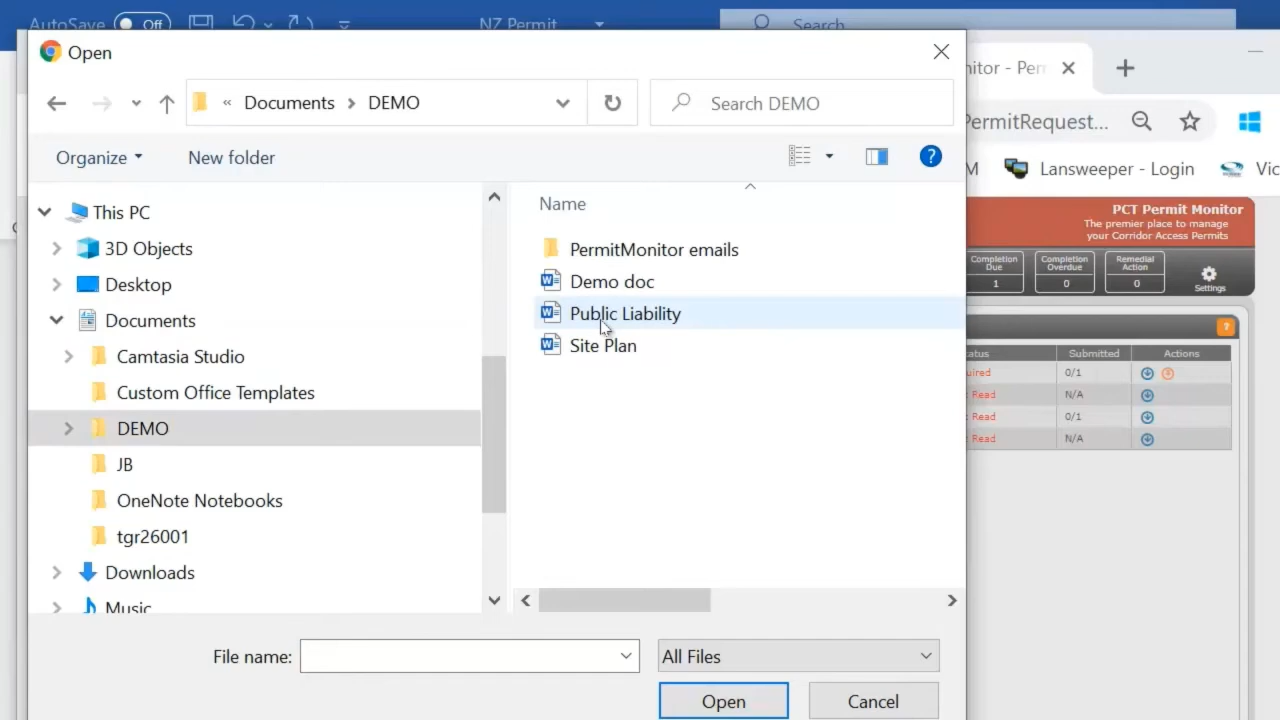 AutoSave Off NZ Permit Search
Open
« Documents > DEMO
Search DEMO
Organize
New folder
This PC
3D Objects
Desktop
Documents
Camtasia Studio
Custom Office Templates
DEMO
JB
OneNote Notebooks
tgr26001
Downloads
Music
Name
PermitMonitor emails
Demo doc
Public Liability
Site Plan
File name:
All Files
Open
Cancel
nitor - Per
PermitRequest...
M Lansweeper - Login Vic
PCT Permit Monitor
The premier place to manage
your Corridor Access Permits
Completion Due 1
Completion Overdue 0
Remedial Action 0
Settings
?
atus Submitted Actions
uired 0/1
Read N/A
Read 0/1
Read N/A